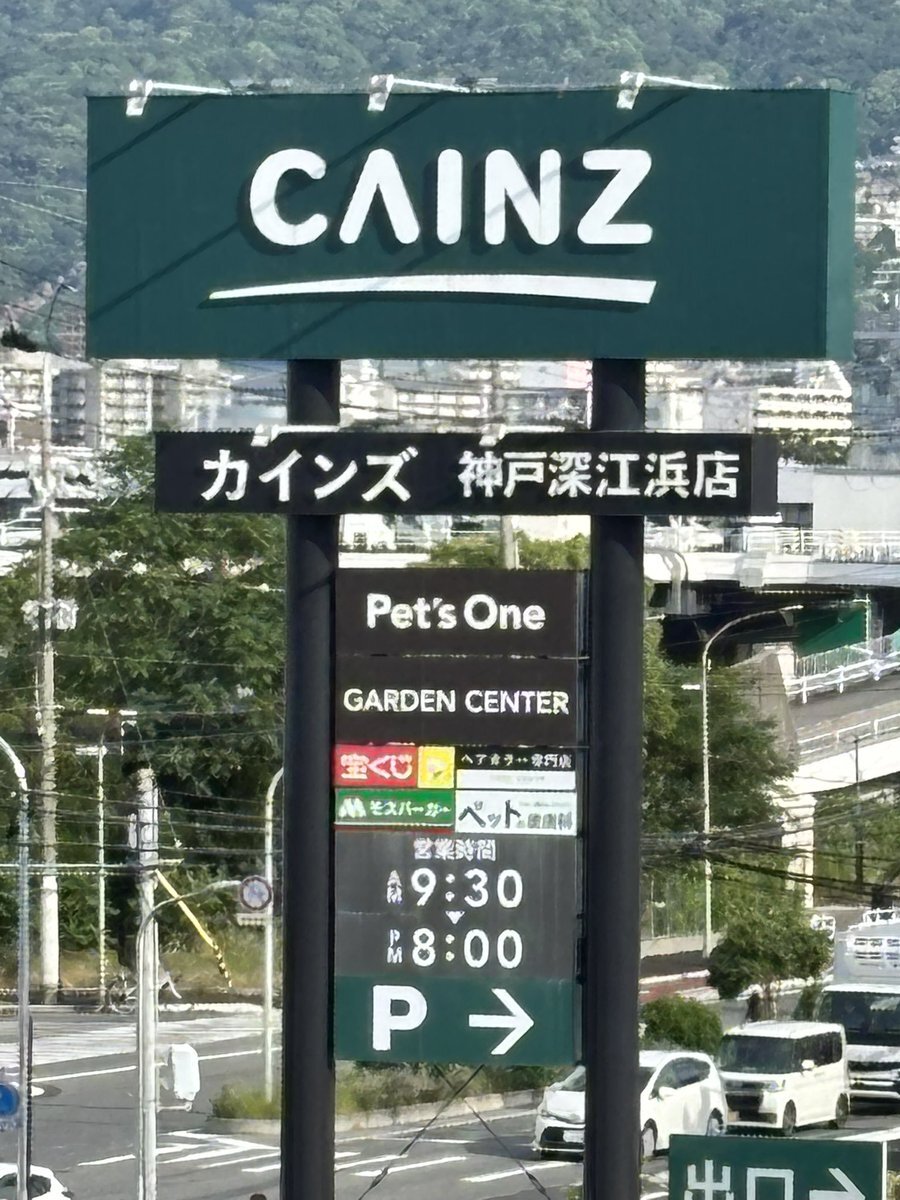 CAINZ
カインズ 神戸深江浜店
Pet's One
GARDEN CENTER
宝くじ
ヘアカラー専門店
モスバーガー
ペット
歯科
営業時間
AM 9:30
PM 8:00
P →
出口 →